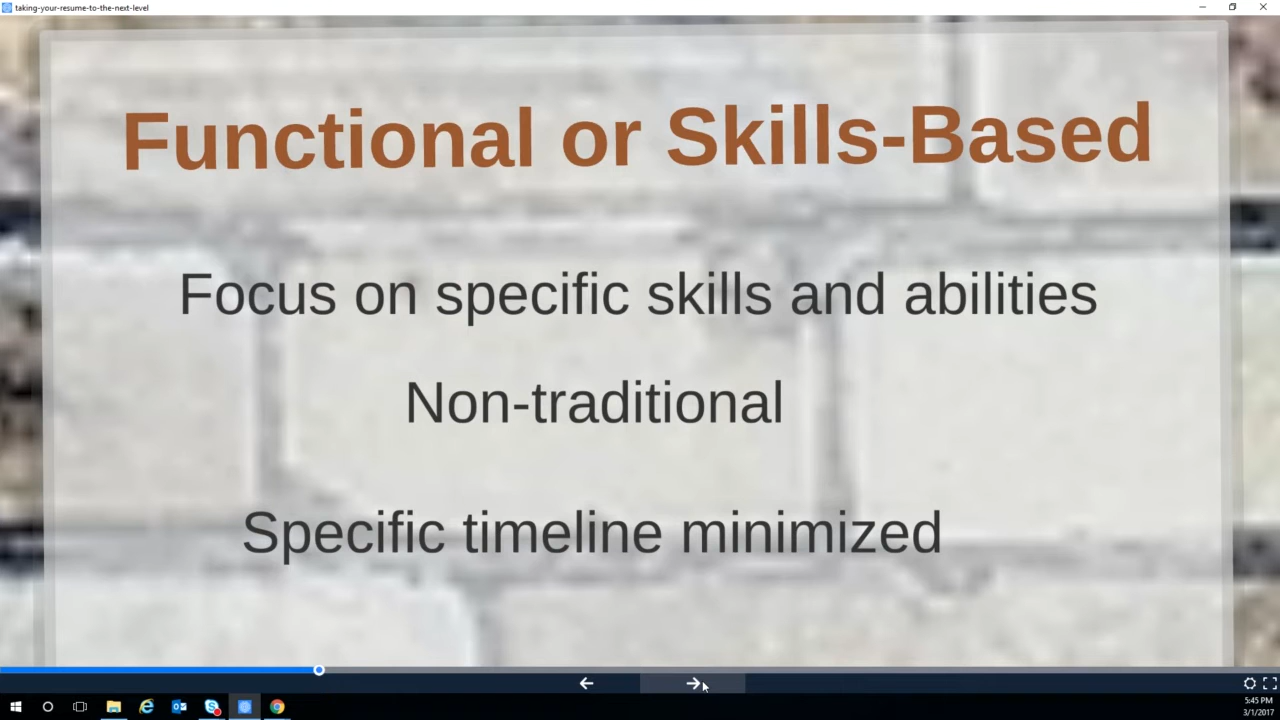 taking-your-resume-to-the-next-level
Functional or Skills-Based
Focus on specific skills and abilities
Non-traditional
Specific timeline minimized
5:45 PM
3/1/2017